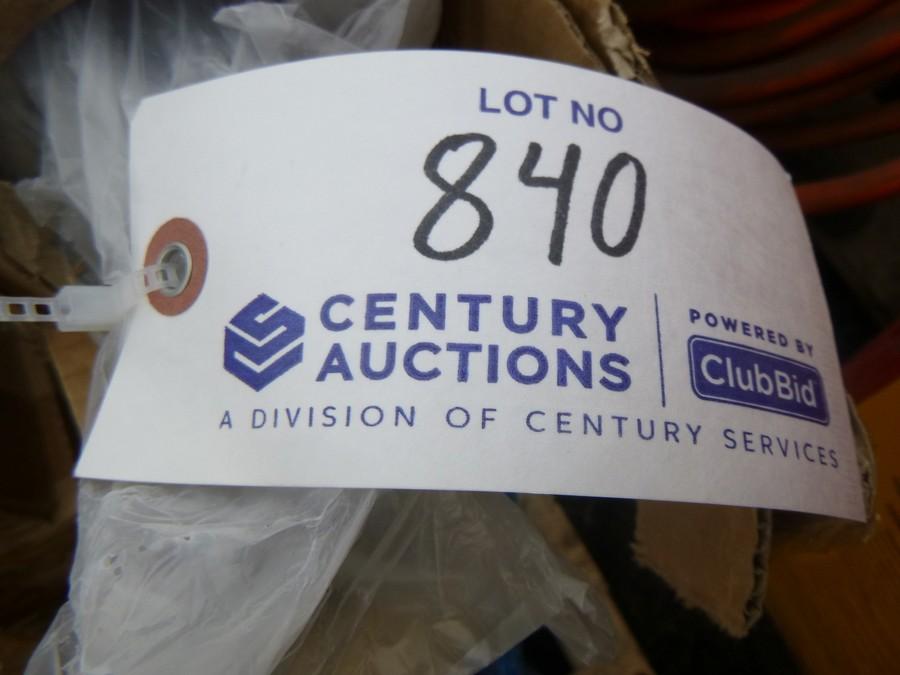 LOT NO
840
CENTURY
AUCTIONS
POWERED BY
ClubBid
A DIVISION OF CENTURY SERVICES